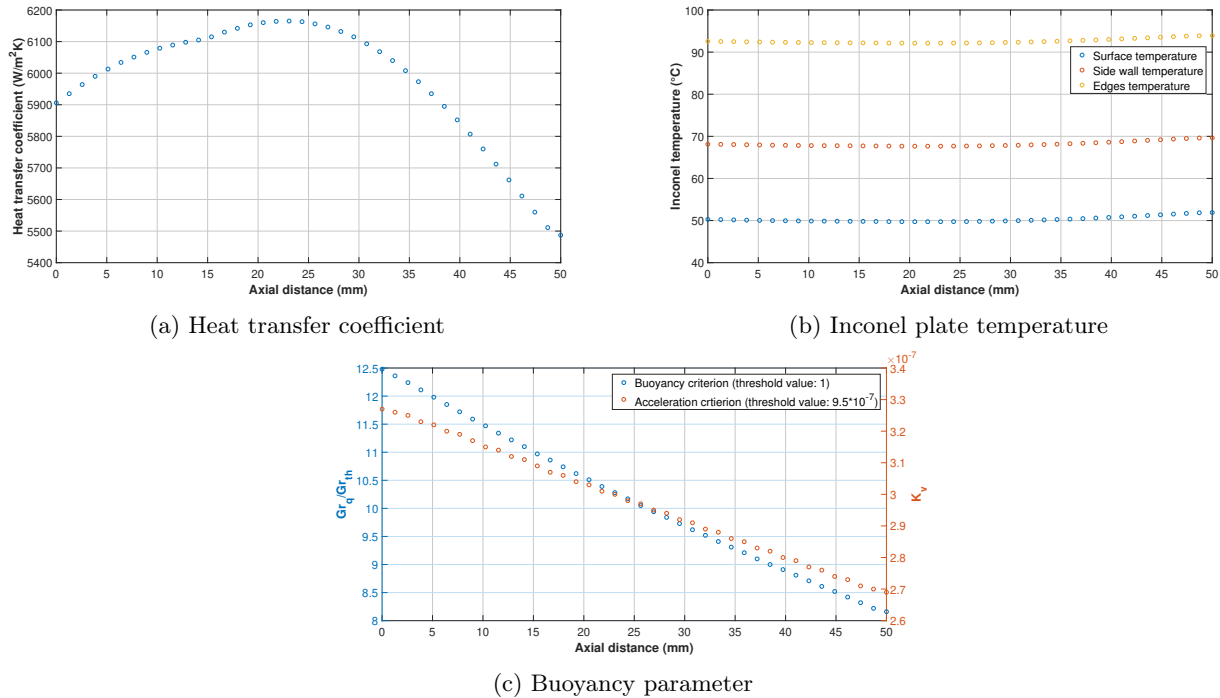 6200
6100
6000
5900
5800
5700
5600
5500
5400
Heat transfer coefficient (W/m²K)
0 5 10 15 20 25 30 35 40 45 50
Axial distance (mm)
(a) Heat transfer coefficient
100
90
80
70
60
50
40
Inconel temperature (°C)
Surface temperature
Side wall temperature
Edges temperature
0 5 10 15 20 25 30 35 40 45 50
Axial distance (mm)
(b) Inconel plate temperature
12.5
12
11.5
11
10.5
10
9.5
9
8.5
8
Gr_q/Gr_th
Buoyancy criterion (threshold value: 1)
Acceleration crtierion (threshold value: 9.5*10⁻⁷)
×10⁻⁷
3.4
3.3
3.2
3.1
3
2.9
2.8
2.7
2.6
K_v
0 5 10 15 20 25 30 35 40 45 50
Axial distance (mm)
(c) Buoyancy parameter